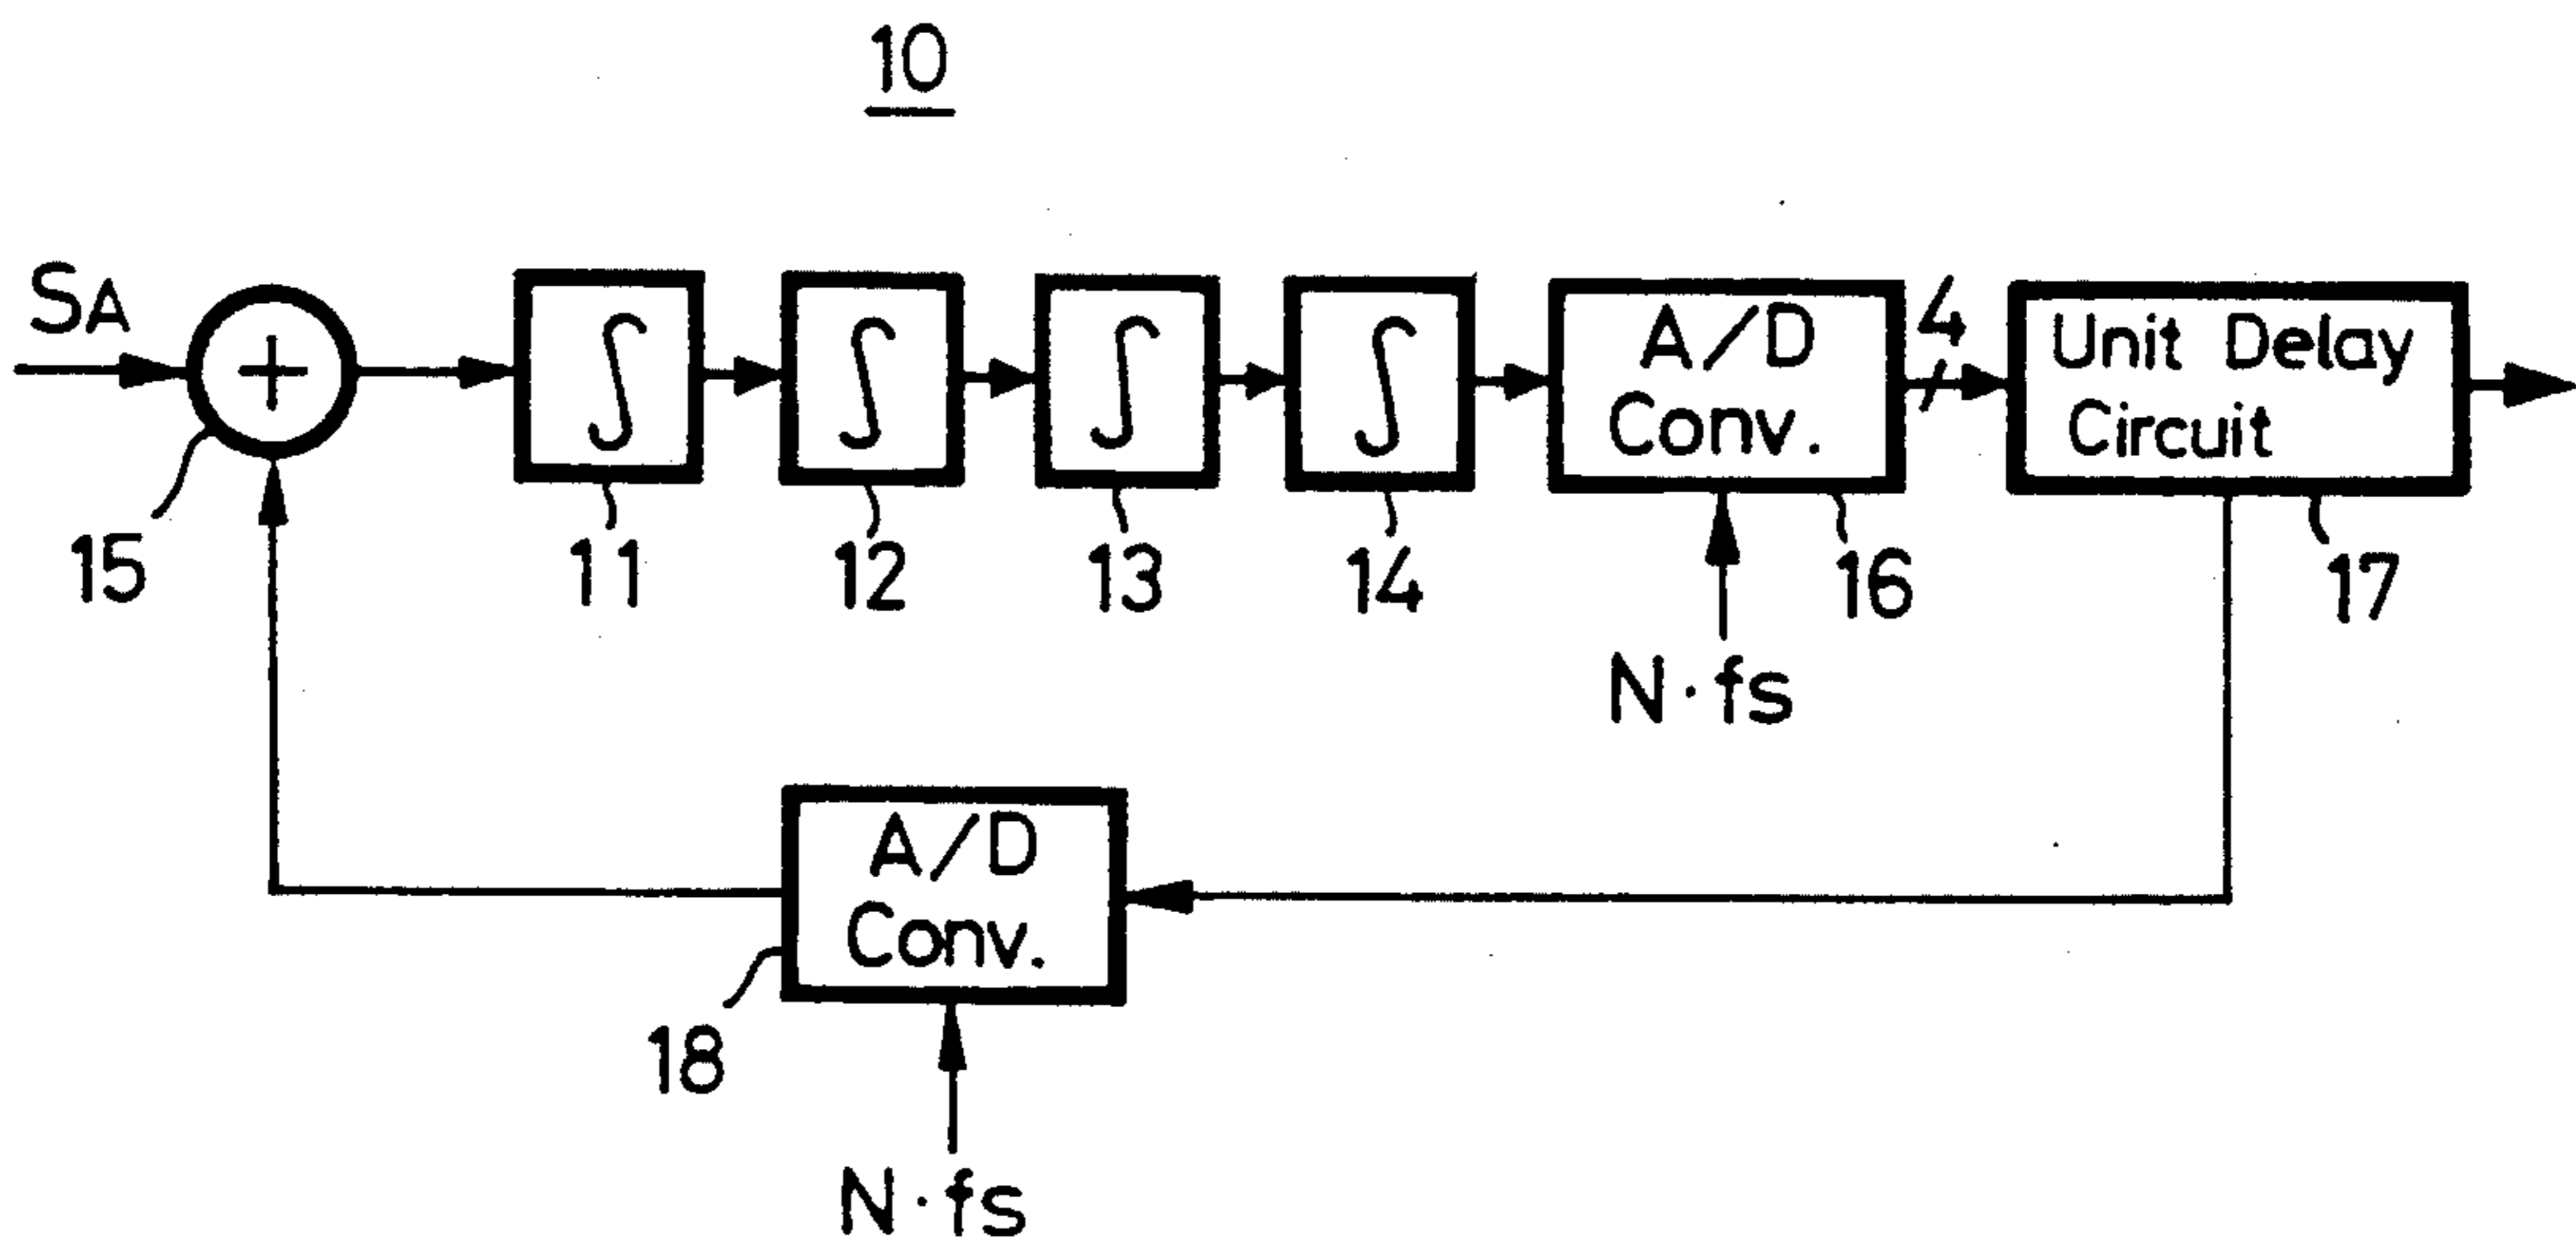 10
SA
+
∫
∫
∫
∫
A/D
Conv.
4
Unit Delay
Circuit
15
11
12
13
14
16
17
N·fs
A/D
Conv.
18
N·fs